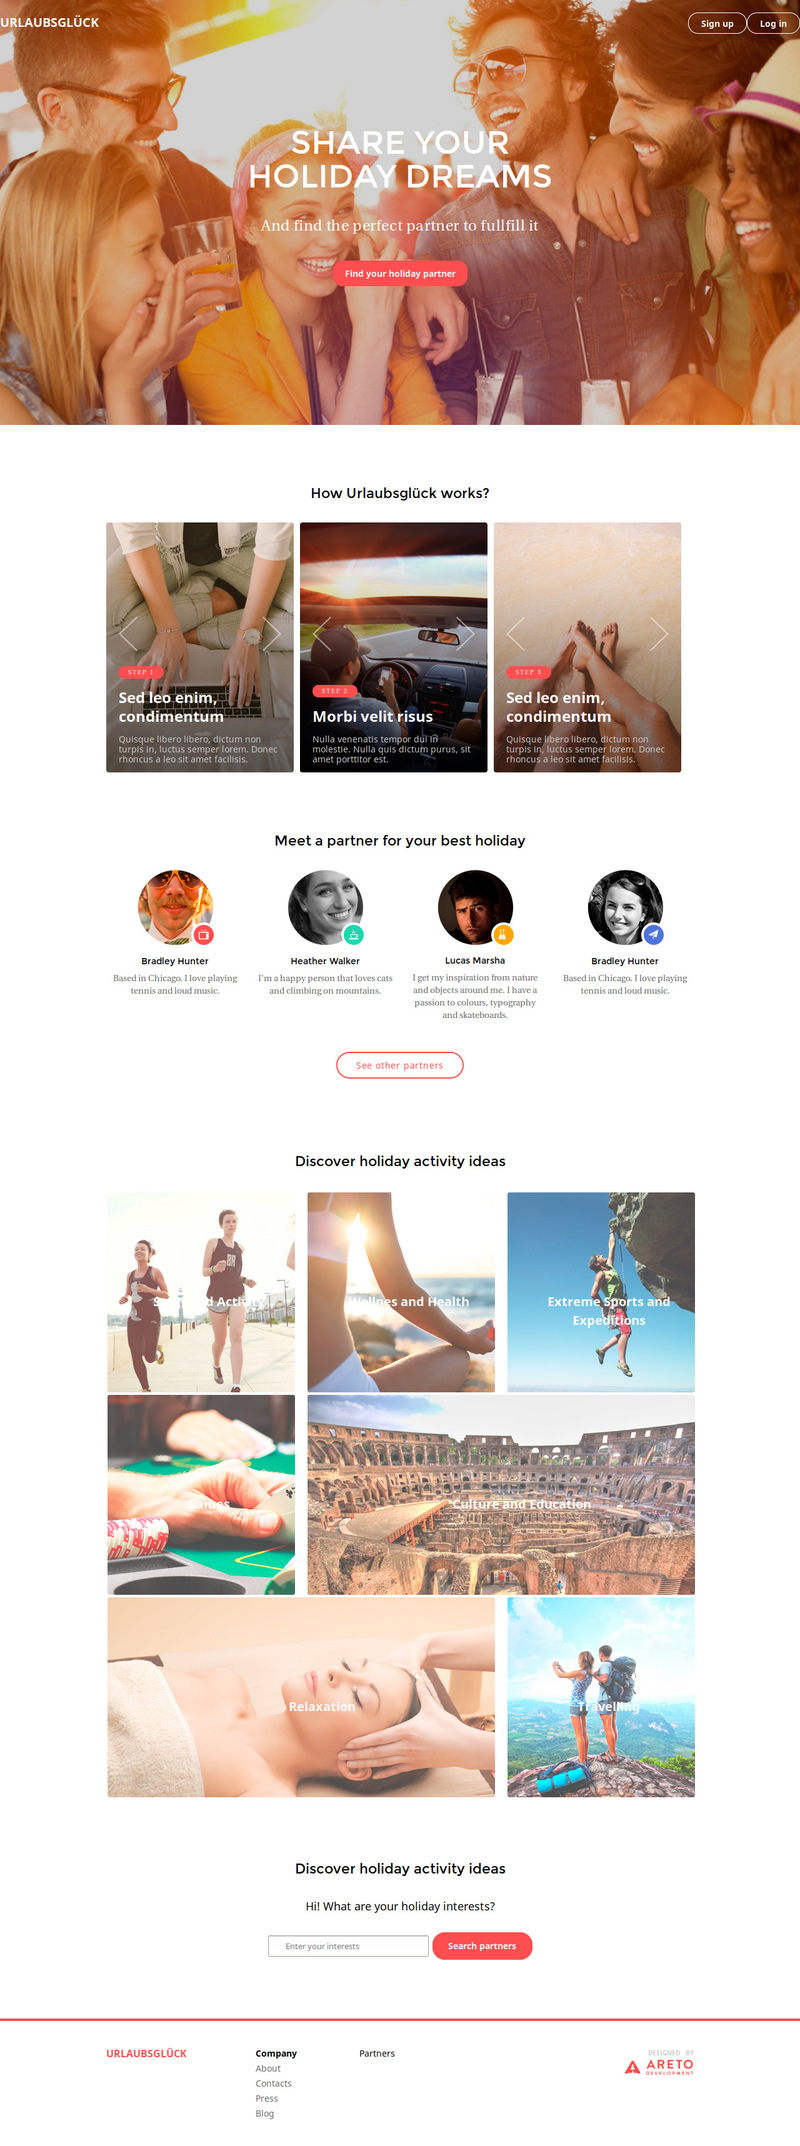 URLAUBSGLÜCK
Sign up
Log in
SHARE YOUR
HOLIDAY DREAMS
And find the perfect partner to fullfill it
Find your holiday partner
How Urlaubsglück works?
STEP 1
Sed leo enim,
condimentum
Quisque libero libero, dictum non
turpis in, luctus semper lorem. Donec
rhoncus a leo sit amet facilisis.
STEP 2
Morbi velit risus
Nulla venenatis tempor dui in
molestie. Nulla quis dictum purus, sit
amet porttitor est.
STEP 3
Sed leo enim,
condimentum
Quisque libero libero, dictum non
turpis in, luctus semper lorem. Donec
rhoncus a leo sit amet facilisis.
Meet a partner for your best holiday
Bradley Hunter
Based in Chicago. I love playing
tennis and loud music.
Heather Walker
I'm a happy person that loves cats
and climbing on mountains.
Lucas Marsha
I get my inspiration from nature
and objects around me. I have a
passion to colours, typography
and skateboards.
Bradley Hunter
Based in Chicago. I love playing
tennis and loud music.
See other partners
Discover holiday activity ideas
Wellnes and Health
Extreme Sports and
Expeditions
Games
Culture and Education
Relaxation
Travelling
Discover holiday activity ideas
Hi! What are your holiday interests?
Enter your interests
Search partners
URLAUBSGLÜCK
Company
About
Contacts
Press
Blog
Partners
DESIGNED BY
ARETO
DEVELOPMENT